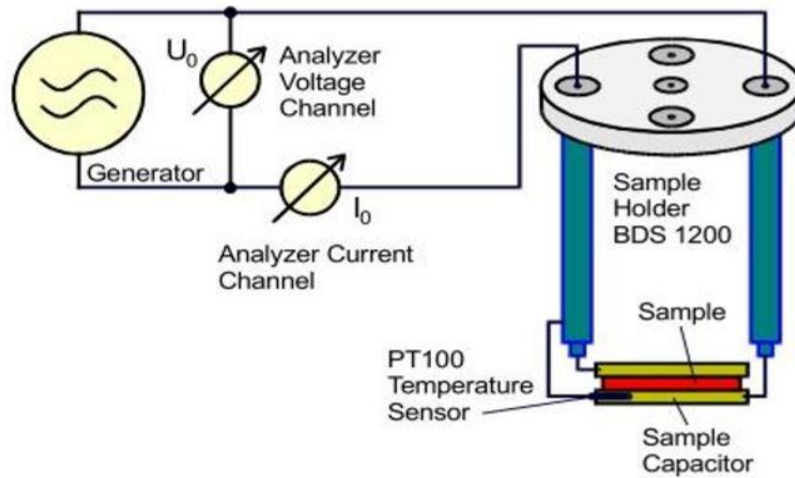 U₀
Analyzer
Voltage
Channel
Generator
I₀
Analyzer Current
Channel
Sample
Holder
BDS 1200
Sample
PT100
Temperature
Sensor
Sample
Capacitor